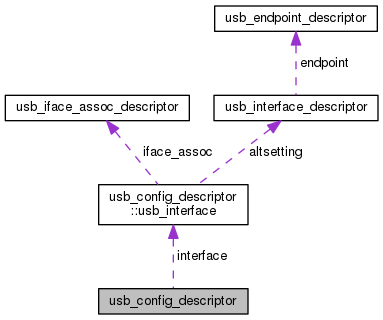 usb_endpoint_descriptor
endpoint
usb_iface_assoc_descriptor
usb_interface_descriptor
iface_assoc
altsetting
usb_config_descriptor
::usb_interface
interface
usb_config_descriptor